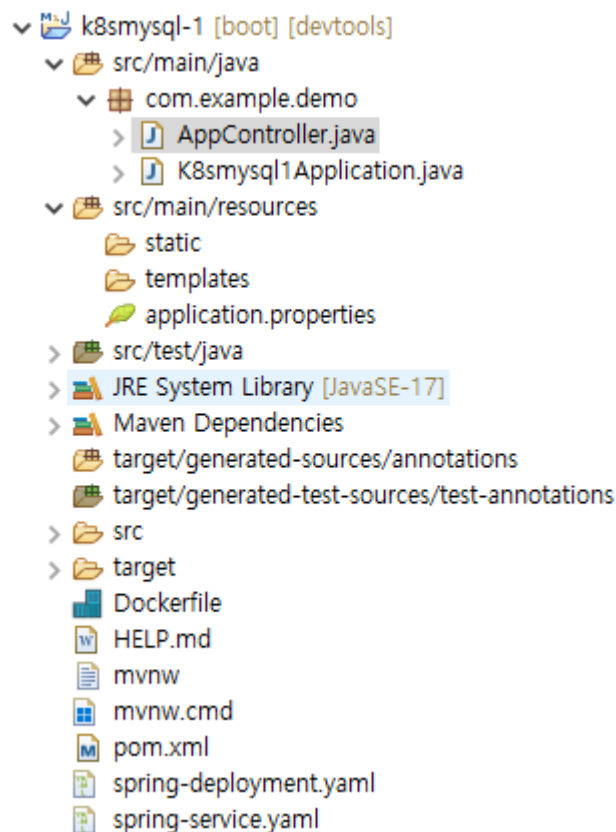 k8smysql-1 [boot] [devtools]
src/main/java
com.example.demo
AppController.java
K8smysql1Application.java
src/main/resources
static
templates
application.properties
src/test/java
JRE System Library [JavaSE-17]
Maven Dependencies
target/generated-sources/annotations
target/generated-test-sources/test-annotations
src
target
Dockerfile
HELP.md
mvnw
mvnw.cmd
pom.xml
spring-deployment.yaml
spring-service.yaml